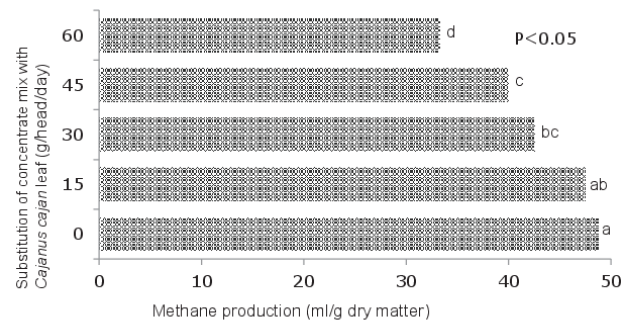 Substitution of concentrate mix with
Cajanus cajan leaf (g/head/day)
60
d
P<0.05
45
c
30
bc
15
ab
0
a
0
10
20
30
40
50
Methane production (ml/g dry matter)